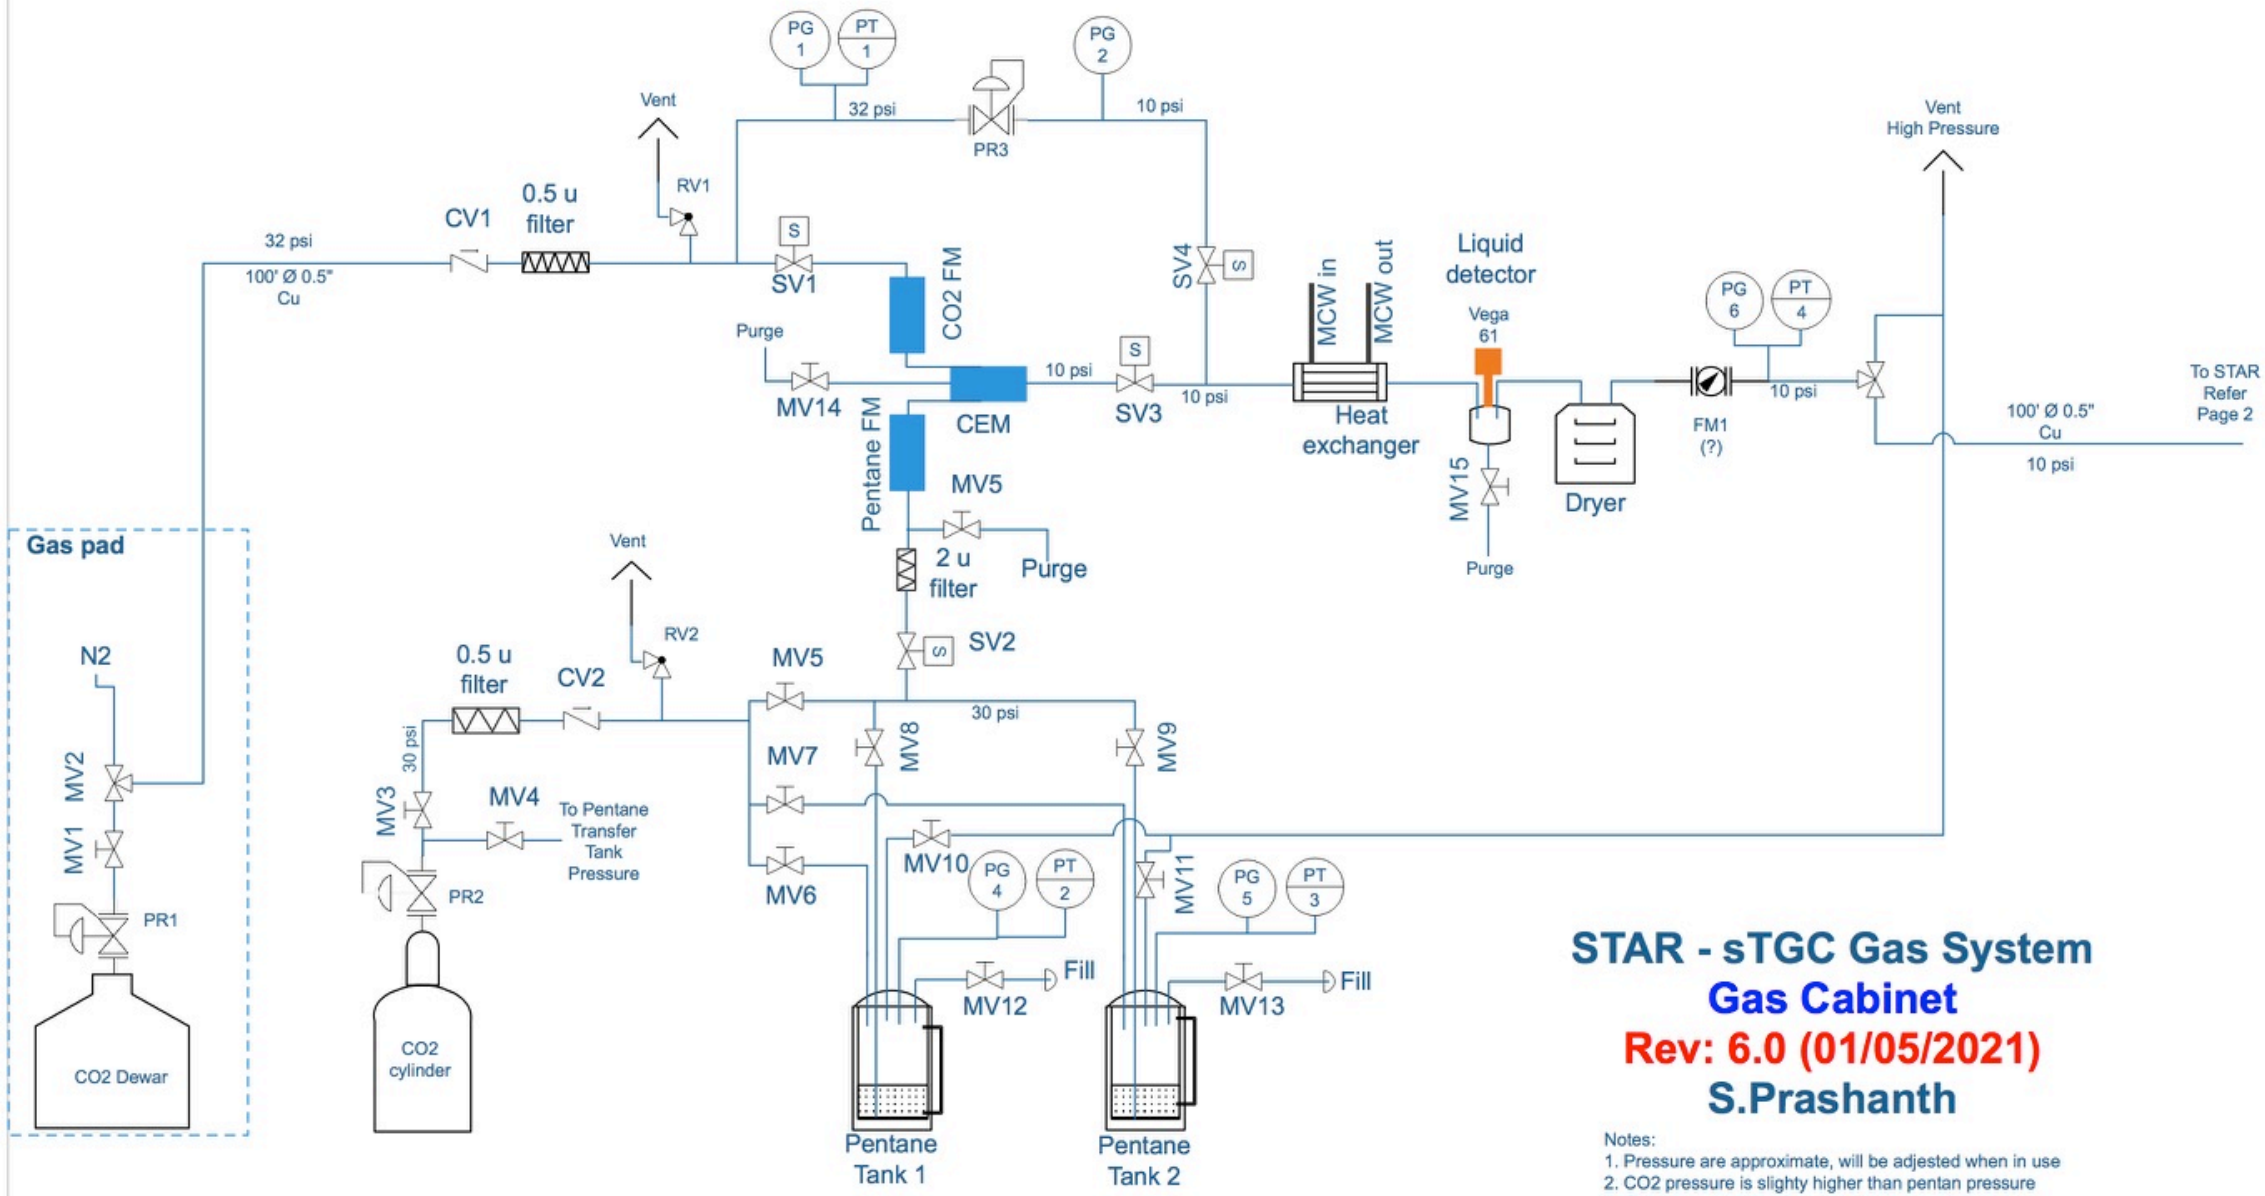 PG
1
PT
1
PG
2
32 psi
10 psi
PR3
Vent
RV1
Vent
High Pressure
0.5 u
filter
CV1
32 psi
100' Ø 0.5"
Cu
S
SV1
CO2 FM
SV4
S
MCW in
MCW out
Liquid
detector
Vega
61
PG
6
PT
4
Purge
MV14
CEM
10 psi
S
SV3
10 psi
Heat
exchanger
MV15
Purge
Dryer
FM1
(?)
10 psi
100' Ø 0.5"
Cu
10 psi
To STAR
Refer
Page 2
Pentane FM
MV5
2 u
filter
Purge
S
SV2
Gas pad
N2
MV2
MV1
PR1
CO2 Dewar
Vent
RV2
0.5 u
filter
CV2
30 psi
MV3
MV4
To Pentane
Transfer
Tank
Pressure
PR2
CO2
cylinder
MV5
MV7
MV6
30 psi
MV8
MV9
MV10
MV11
PG
4
PT
2
PG
5
PT
3
MV12
Fill
MV13
Fill
Pentane
Tank 1
Pentane
Tank 2
STAR - sTGC Gas System
Gas Cabinet
Rev: 6.0 (01/05/2021)
S.Prashanth
Notes:
1. Pressure are approximate, will be adjested when in use
2. CO2 pressure is slighty higher than pentan pressure